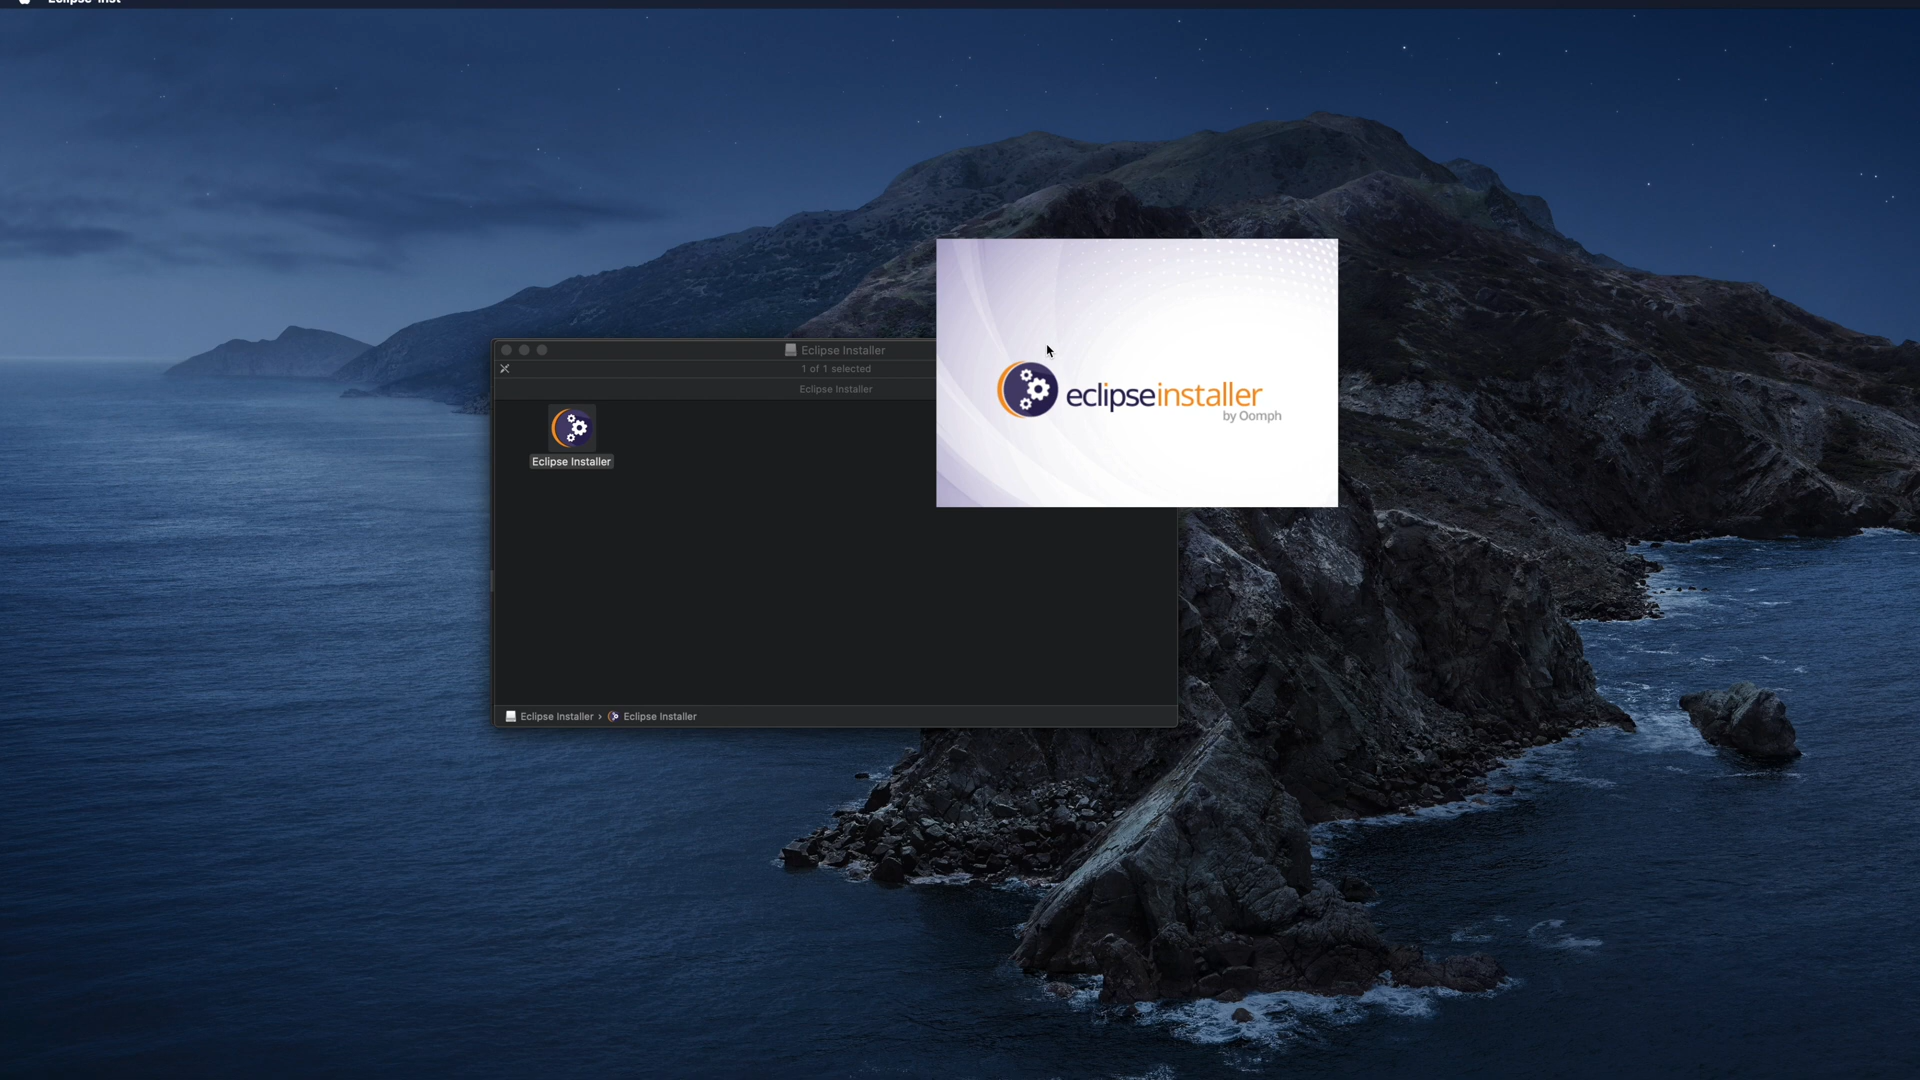 Eclipse Installer
1 of 1 selected
Eclipse Installer
eclipseinstaller
by Oomph
Eclipse Installer
Eclipse Installer › Eclipse Installer